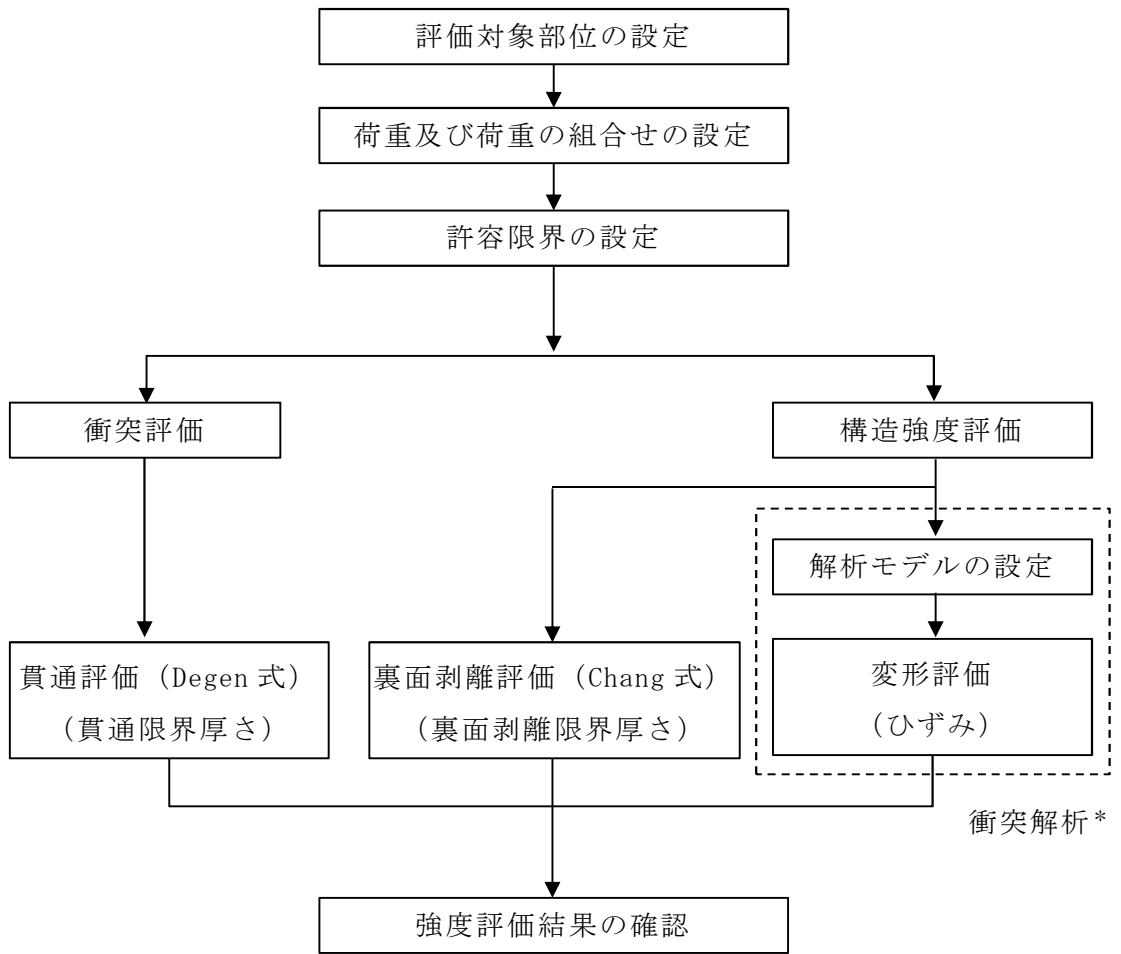 評価対象部位の設定
荷重及び荷重の組合せの設定
許容限界の設定
衝突評価
構造強度評価
解析モデルの設定
貫通評価（Degen 式）
（貫通限界厚さ）
裏面剥離評価（Chang 式）
（裏面剥離限界厚さ）
変形評価
（ひずみ）
衝突解析*
強度評価結果の確認